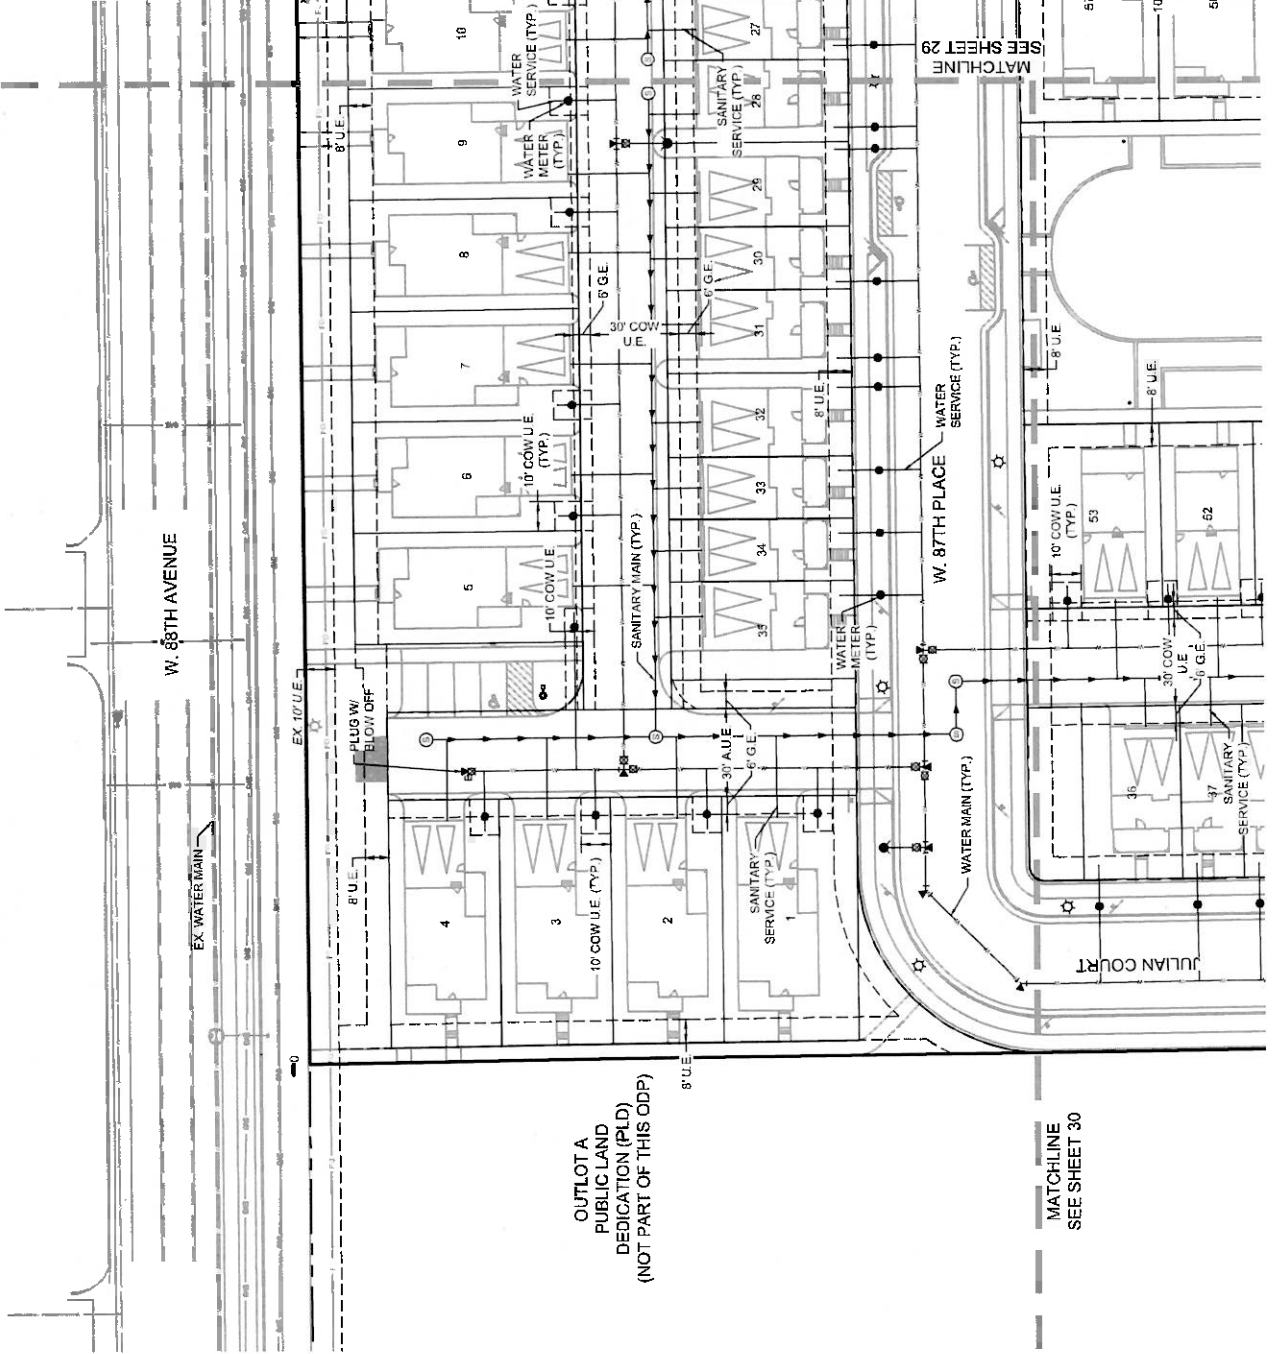 W. 88TH AVENUE
EX. WATER MAIN
EX. 10' U.E.
PLUG W/
BLOW OFF
8' U.E.
8' U.E.
10
9
8
7
6
5
4
3
2
1
WATER
SERVICE (TYP.)
WATER
METER
(TYP.)
10' COW U.E.
(TYP.)
10' COW U.E.
10' COW U.E. (TYP.)
6' G.E.
30' COW
U.E.
6' G.E.
SANITARY MAIN (TYP.)
SANITARY
SERVICE (TYP.)
27
28
29
30
31
32
33
34
35
8' U.E.
30' A.U.E.
6' G.E.
SANITARY
SERVICE (TYP.)
WATER
METER
(TYP.)
W. 87TH PLACE
WATER
SERVICE (TYP.)
WATER MAIN (TYP.)
MATCHLINE
SEE SHEET 29
8' U.E.
8' U.E.
10' COW U.E.
(TYP.)
53
52
30' COW
U.E.
6' G.E.
36
37
SANITARY
SERVICE (TYP.)
JULIAN COURT
8' U.E.
OUTLOT A
PUBLIC LAND
DEDICATION (PLD)
(NOT PART OF THIS ODP)
MATCHLINE
SEE SHEET 30